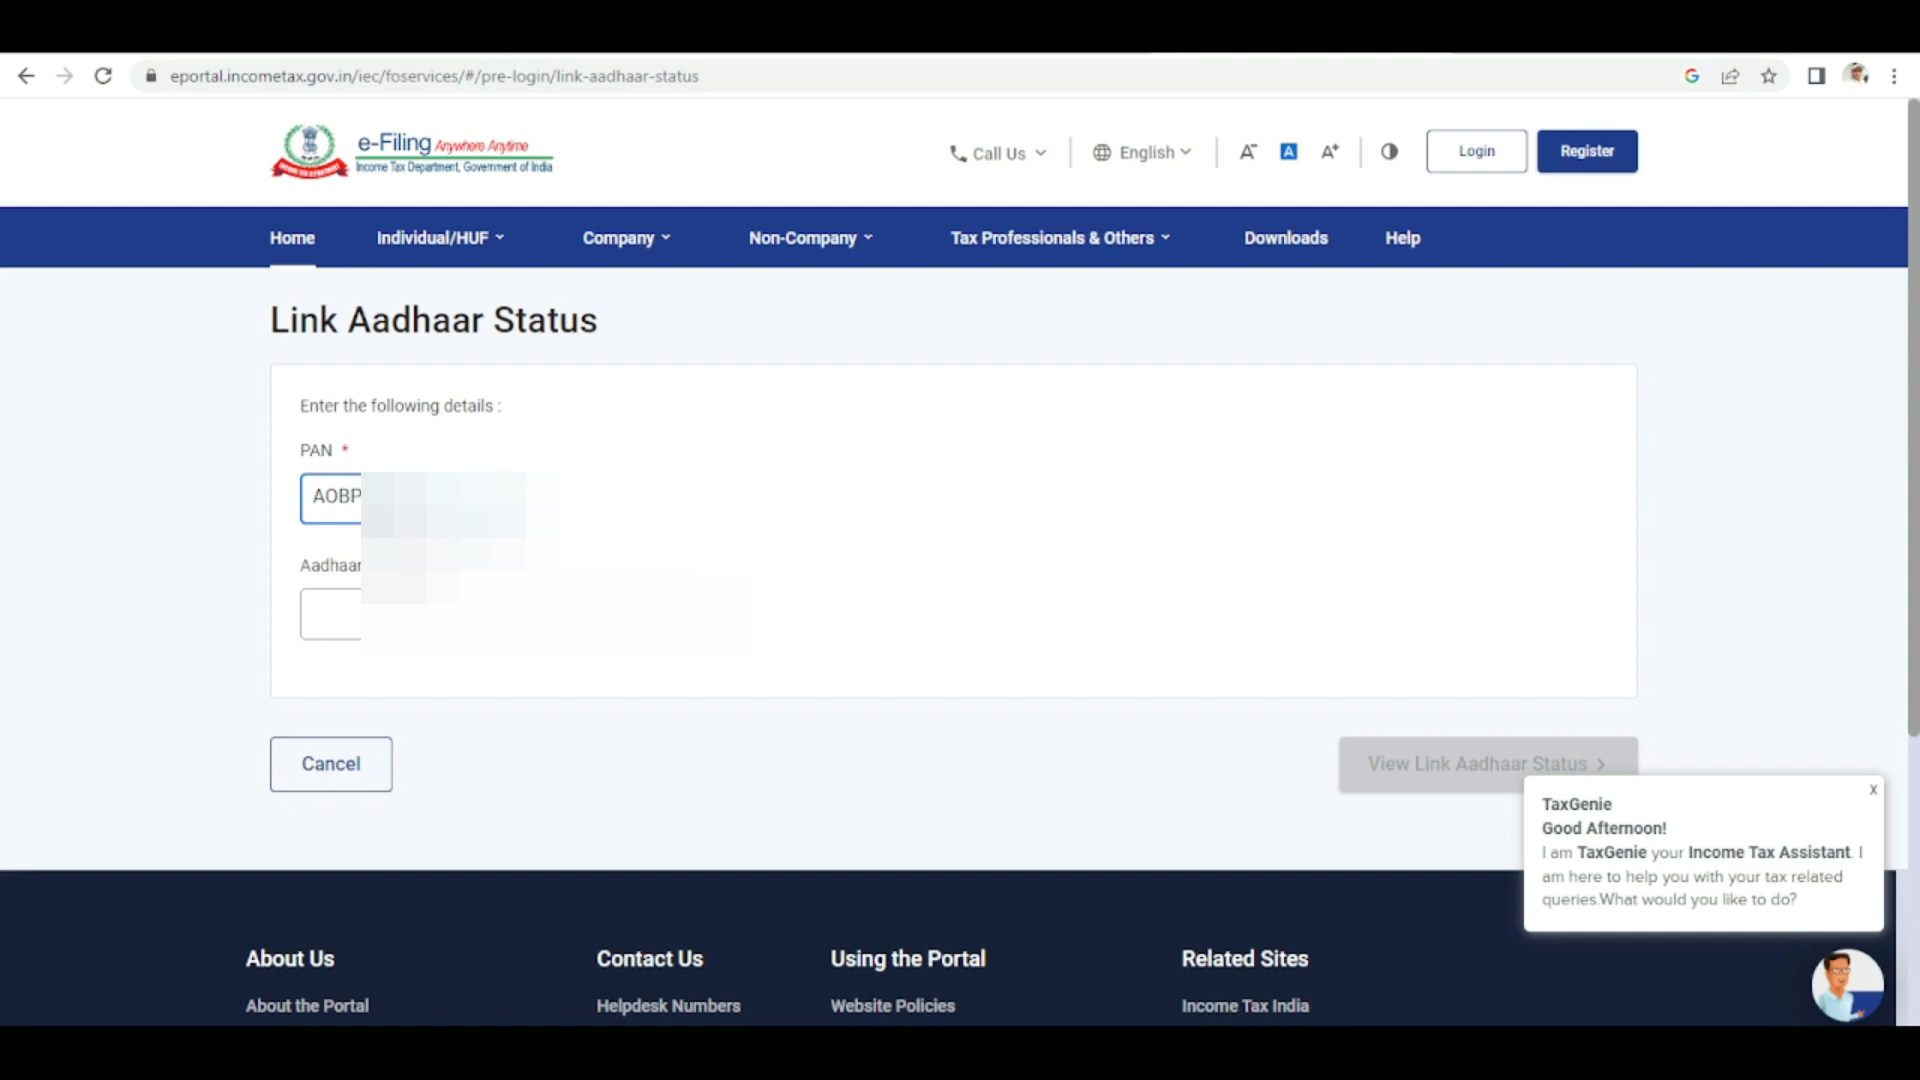 eportal.incometax.gov.in/iec/foservices/#/pre-login/link-aadhaar-status
e-Filing Anywhere Anytime
Income Tax Department, Government of India
Call Us
English
A-
A
A+
Login
Register
Home
Individual/HUF
Company
Non-Company
Tax Professionals & Others
Downloads
Help
Link Aadhaar Status
Enter the following details :
PAN *
AOBP
Aadhaar
Cancel
View Link Aadhaar Status >
x
TaxGenie
Good Afternoon!
I am TaxGenie your Income Tax Assistant. I
am here to help you with your tax related
queries.What would you like to do?
About Us
Contact Us
Using the Portal
Related Sites
About the Portal
Helpdesk Numbers
Website Policies
Income Tax India